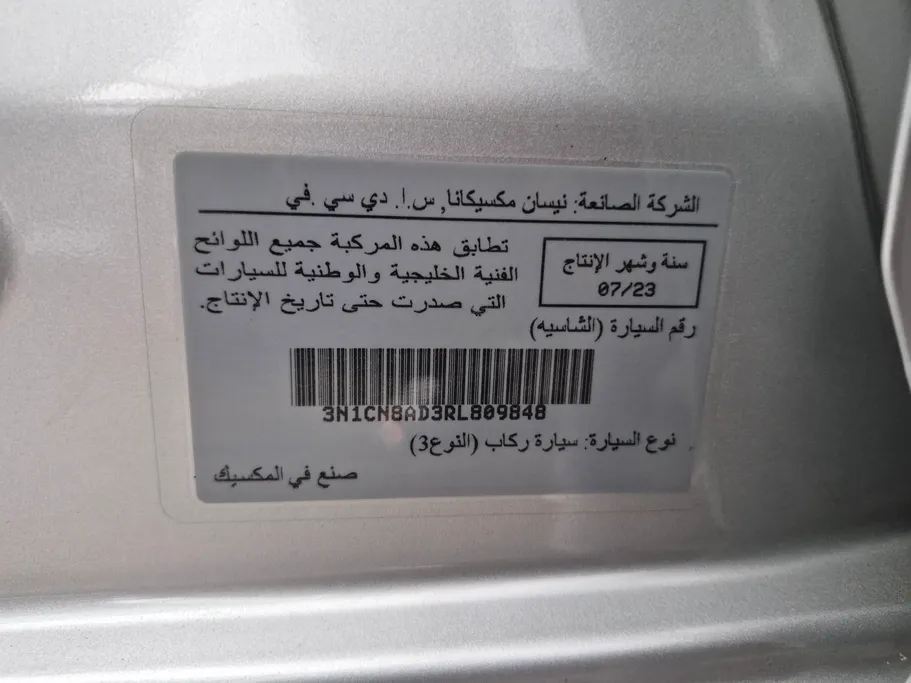 الشركة الصانعة: نيسان مكسيكانا, س.ا. دي سي .في
سنة وشهر الإنتاج
07/23
تطابق هذه المركبة جميع اللوائح
الفنية الخليجية والوطنية للسيارات
التي صدرت حتى تاريخ الإنتاج.
رقم السيارة (الشاسيه)
3N1CN8AD3RL809848
نوع السيارة: سيارة ركاب (النوع3)
صنع في المكسيك